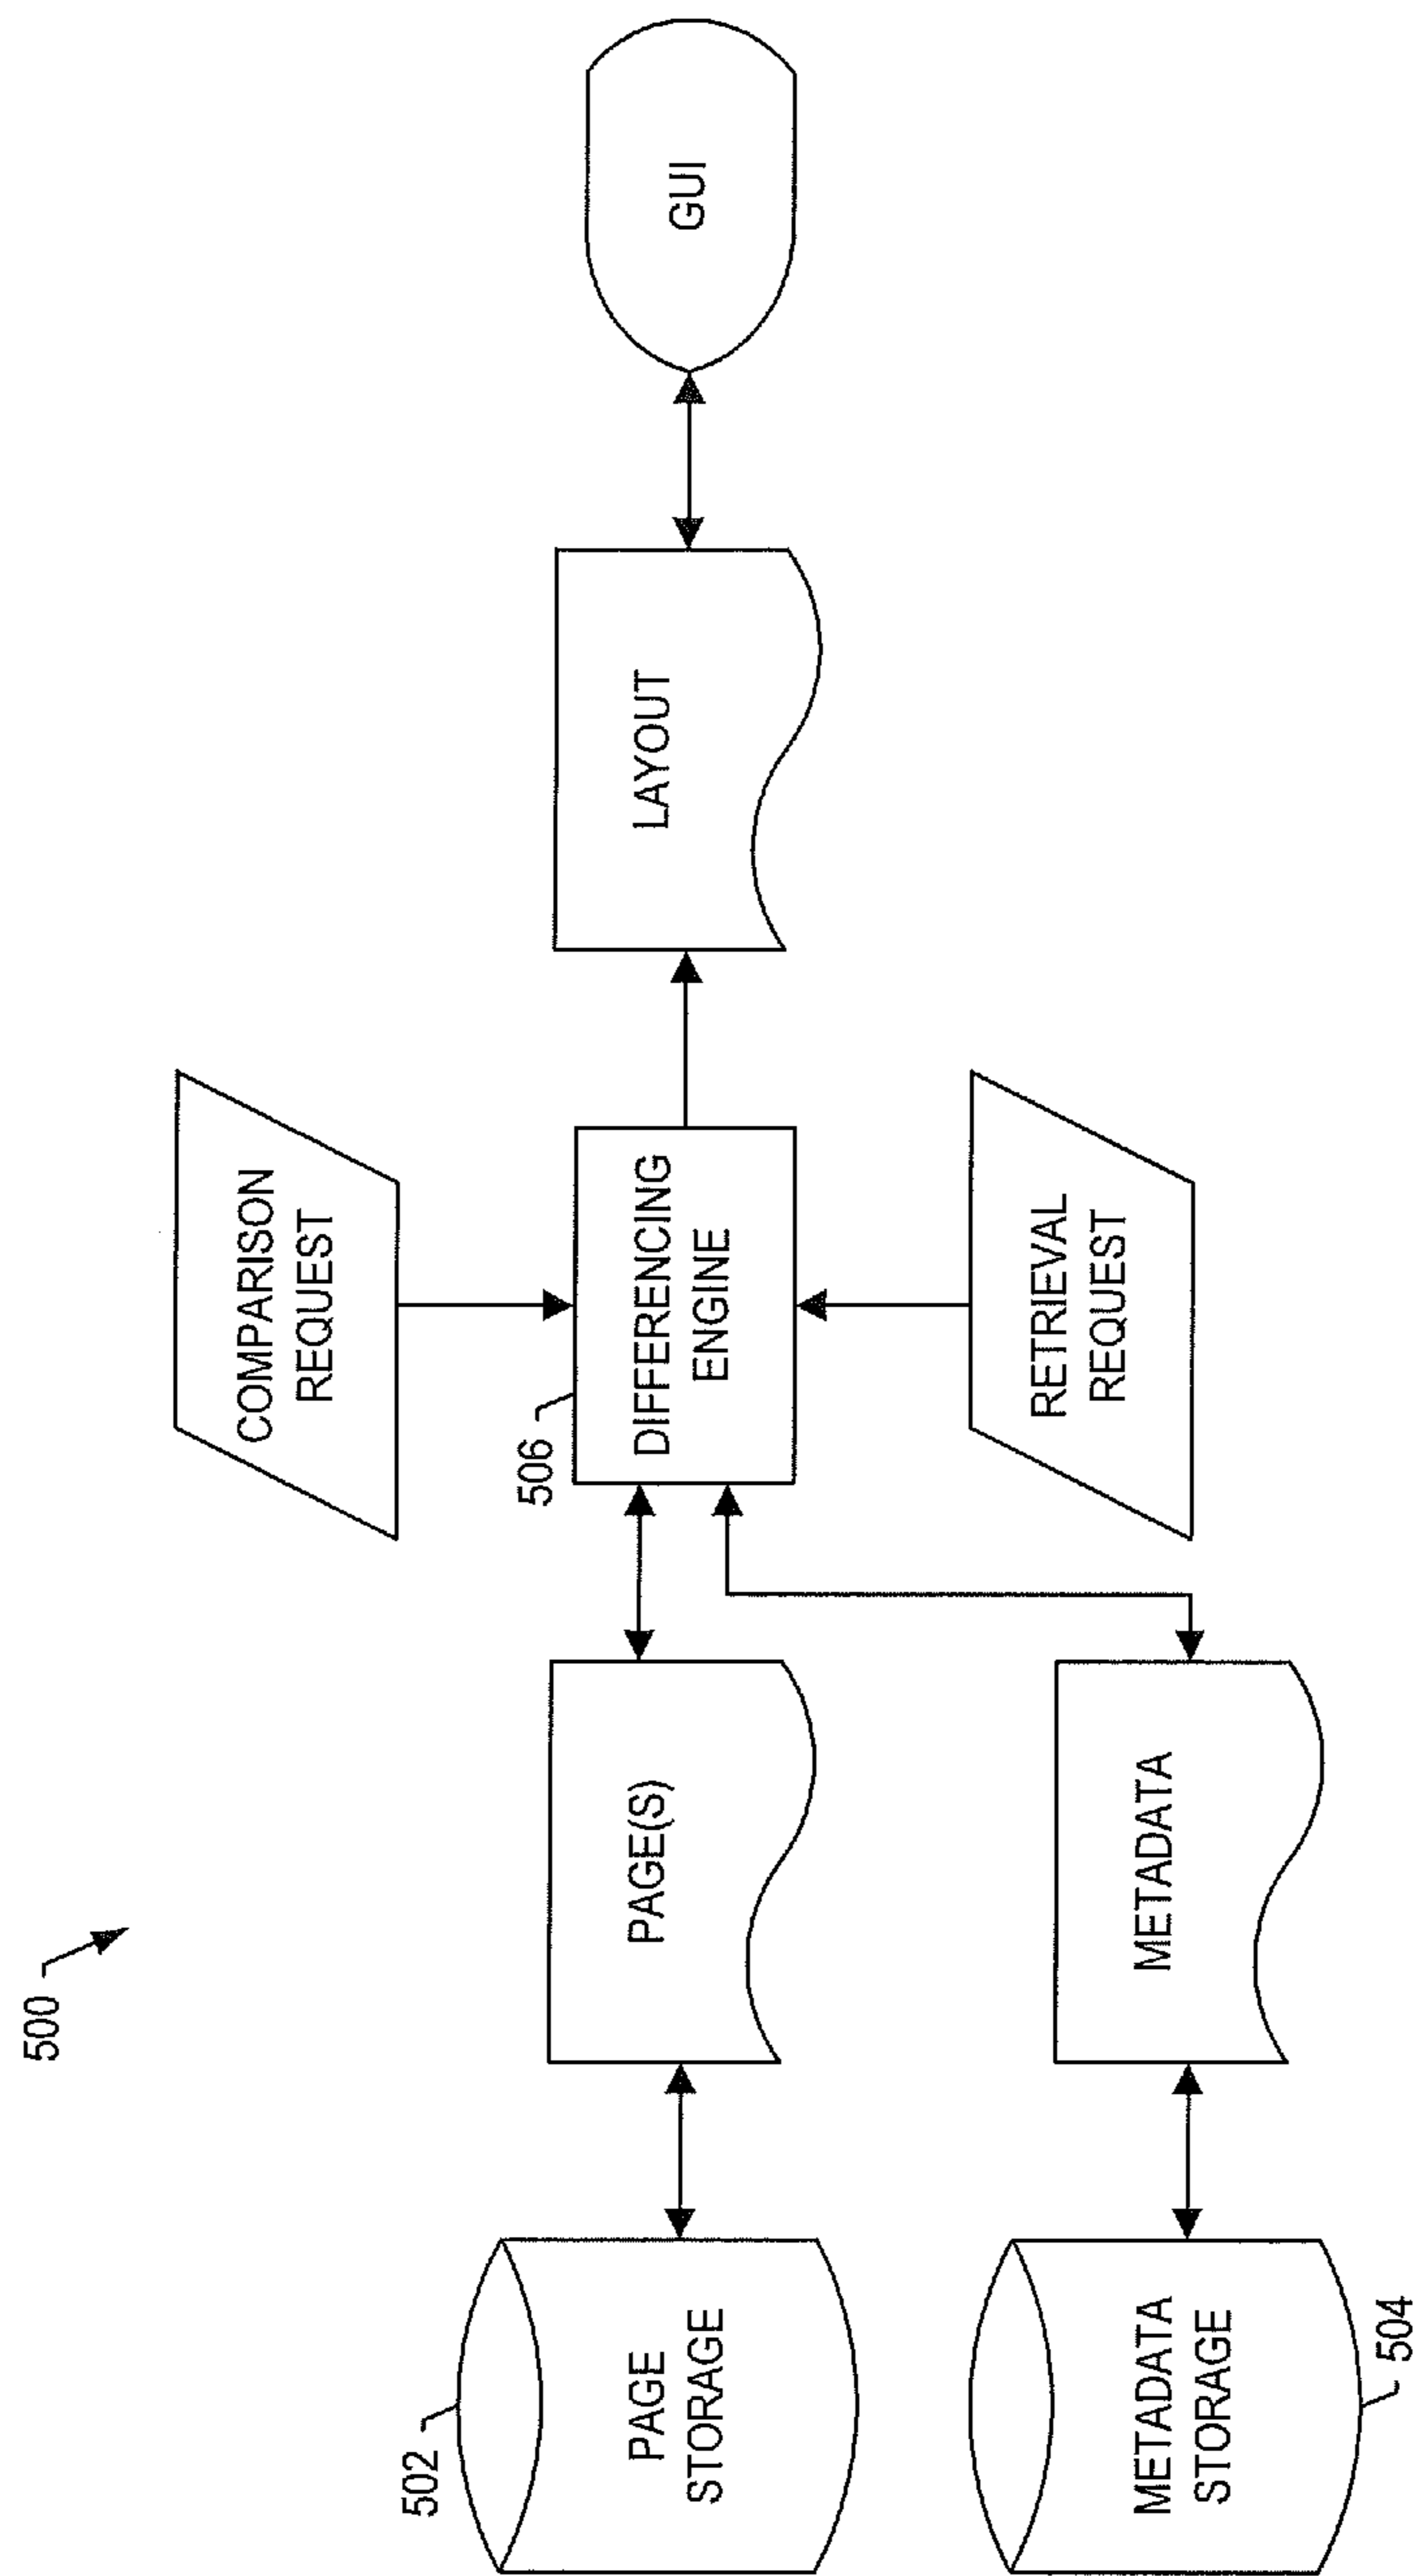 500
502
PAGE
STORAGE
PAGE(S)
506
COMPARISON
REQUEST
DIFFERENCING
ENGINE
LAYOUT
GUI
METADATA
STORAGE
504
METADATA
RETRIEVAL
REQUEST